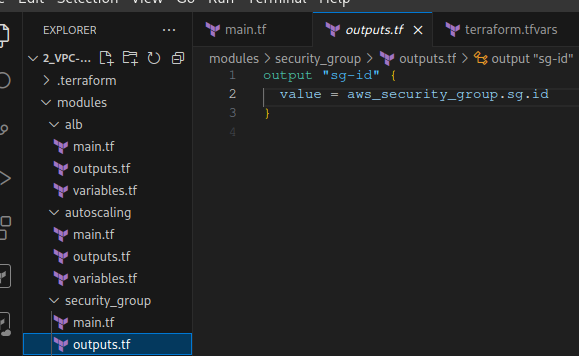 Edit Selection View Go Run Terminal Help
EXPLORER
2_VPC-...
.terraform
modules
alb
main.tf
outputs.tf
variables.tf
autoscaling
main.tf
outputs.tf
variables.tf
security_group
main.tf
outputs.tf
main.tf outputs.tf terraform.tfvars
modules > security_group > outputs.tf > output "sg-id"
1 output "sg-id" {
2 value = aws_security_group.sg.id
3 }
4